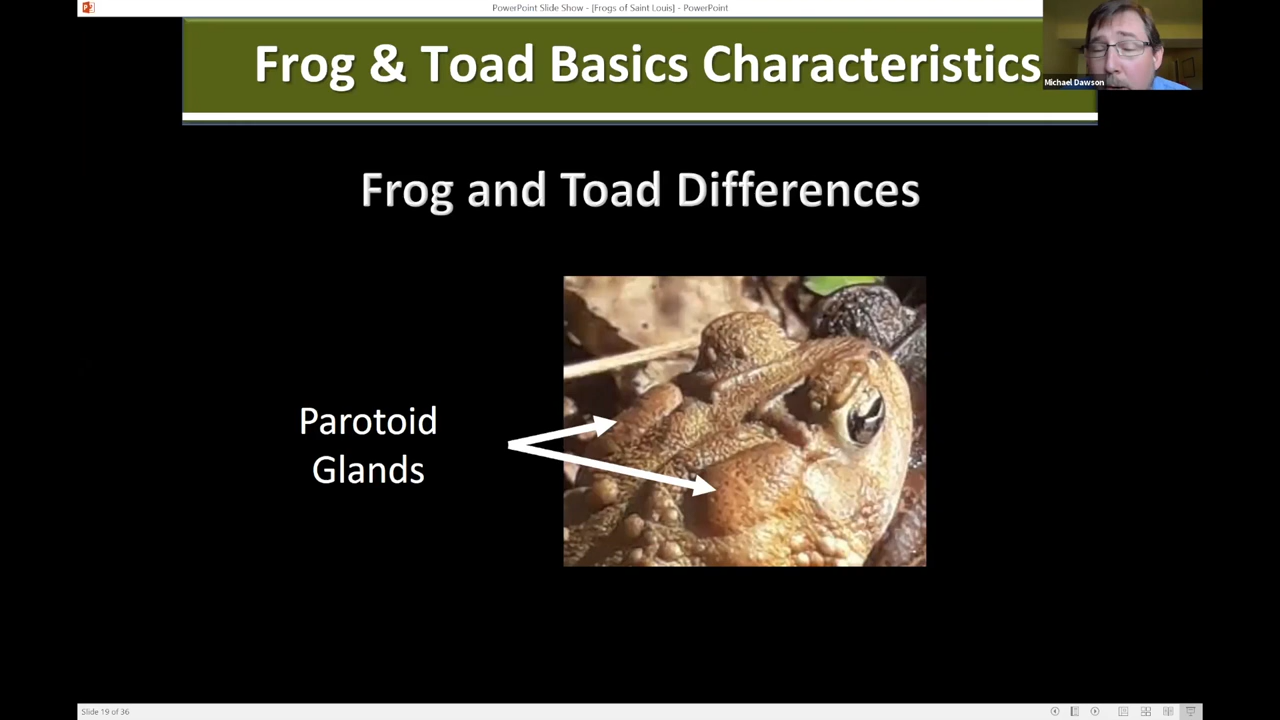 PowerPoint Slide Show - [Frogs of Saint Louis] - PowerPoint
Frog & Toad Basics Characteristics
Michael Dawson
Frog and Toad Differences
Parotoid
Glands
Slide 19 of 36